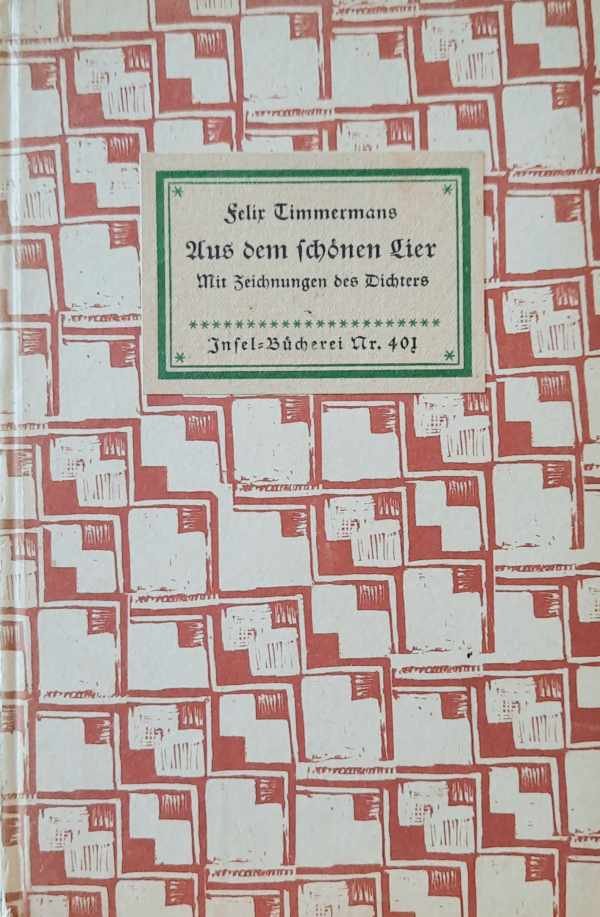 Felix Timmermans
Aus dem schönen Lier
Mit Zeichnungen des Dichters
Insel-Bücherei Nr. 401